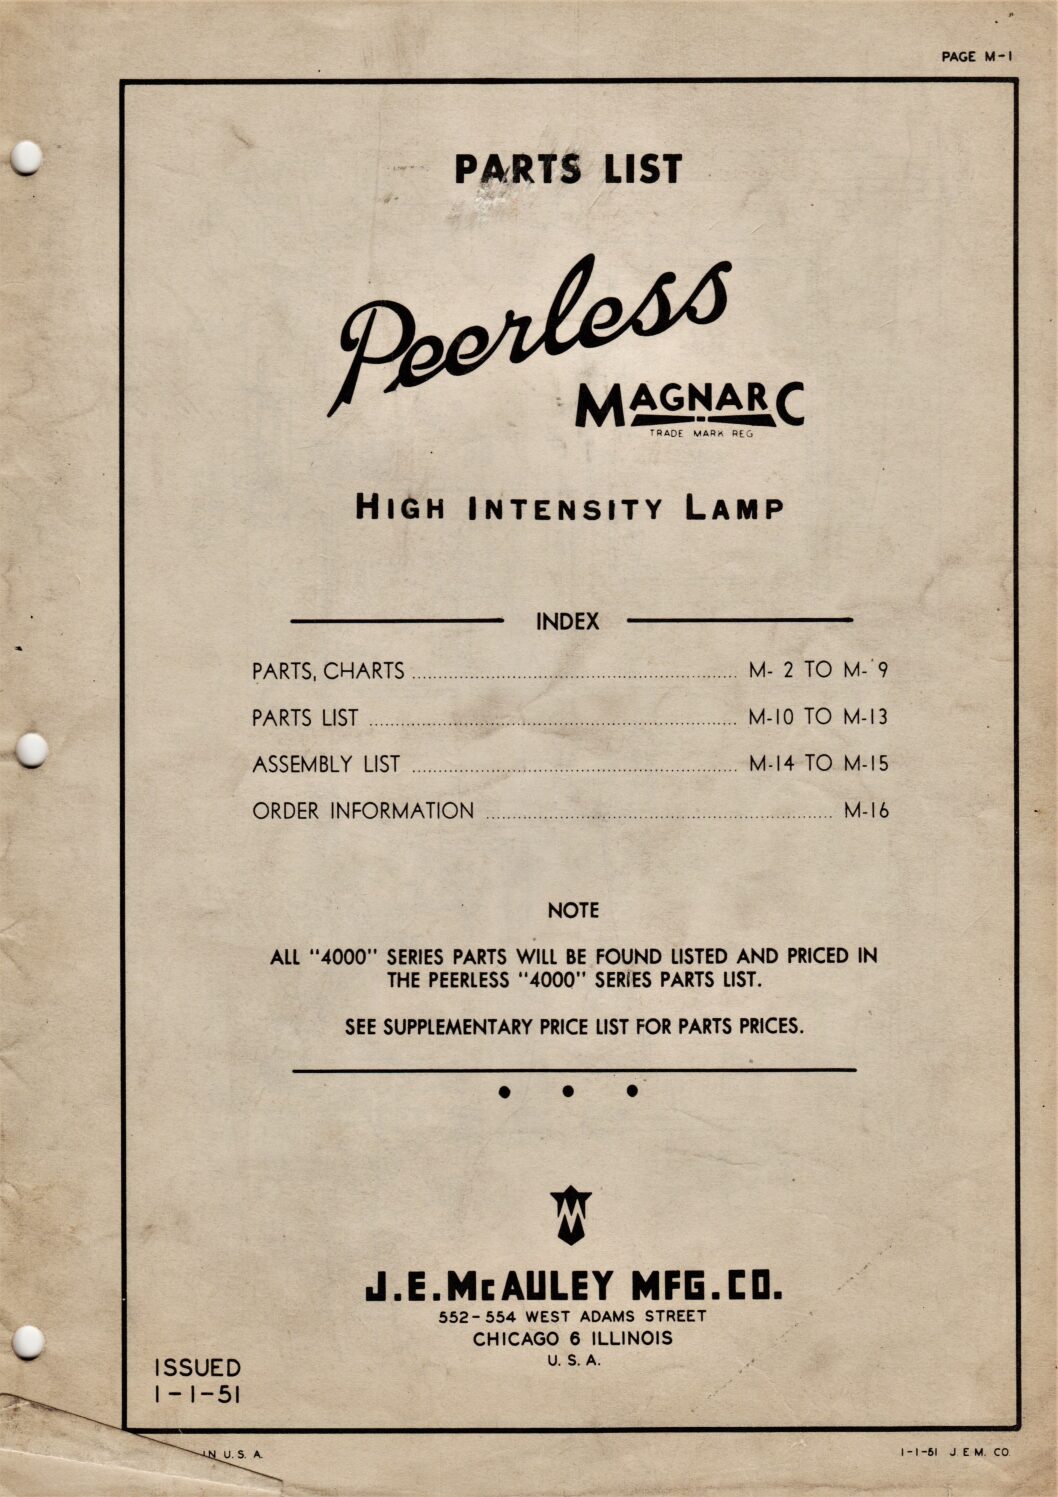 PAGE M-1
PARTS LIST
Peerless
MAGNARC
TRADE MARK REG
HIGH INTENSITY LAMP
INDEX
PARTS, CHARTS ........ M- 2 TO M- 9
PARTS LIST ........ M-10 TO M-13
ASSEMBLY LIST ........ M-14 TO M-15
ORDER INFORMATION ........ M-16
NOTE
ALL "4000" SERIES PARTS WILL BE FOUND LISTED AND PRICED IN
THE PEERLESS "4000" SERIES PARTS LIST.
SEE SUPPLEMENTARY PRICE LIST FOR PARTS PRICES.
M
J.E. McAULEY MFG. CO.
552-554 WEST ADAMS STREET
CHICAGO 6 ILLINOIS
U. S. A.
ISSUED
1-1-51
IN U. S. A.
1-1-51 J. E. M. CO.